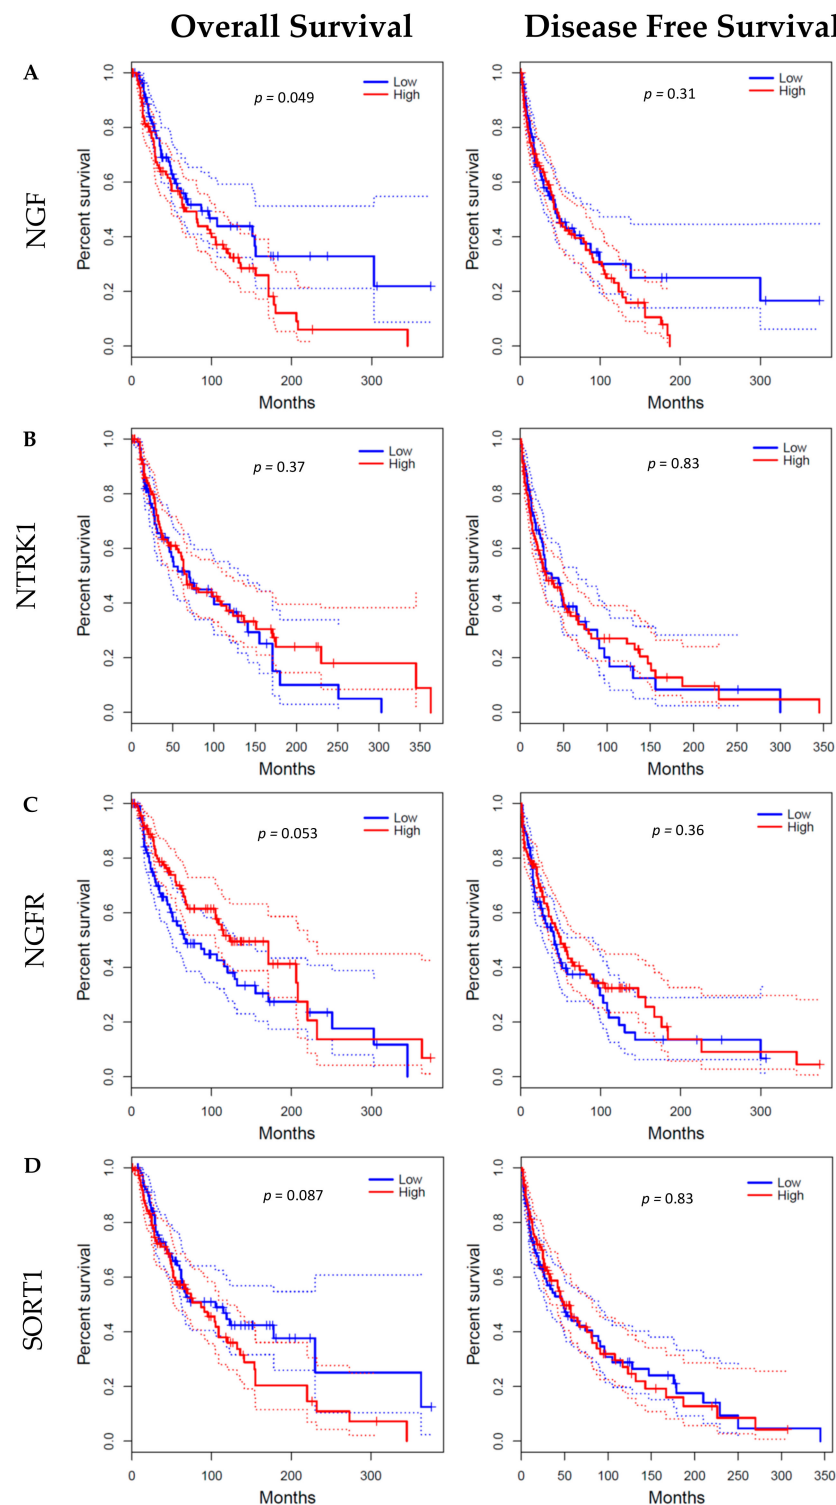 Overall Survival
Disease Free Survival
A
NGF
Percent survival
1.0
0.8
0.6
0.4
0.2
0.0
p = 0.049
Low
High
0 100 200 300
Months
Percent survival
1.0
0.8
0.6
0.4
0.2
0.0
p = 0.31
Low
High
0 100 200 300
Months
B
NTRK1
Percent survival
1.0
0.8
0.6
0.4
0.2
0.0
p = 0.37
Low
High
0 50 100 150 200 250 300 350
Months
Percent survival
1.0
0.8
0.6
0.4
0.2
0.0
p = 0.83
Low
High
0 50 100 150 200 250 300 350
Months
C
NGFR
Percent survival
1.0
0.8
0.6
0.4
0.2
0.0
p = 0.053
Low
High
0 100 200 300
Months
Percent survival
1.0
0.8
0.6
0.4
0.2
0.0
p = 0.36
Low
High
0 100 200 300
Months
D
SORT1
Percent survival
1.0
0.8
0.6
0.4
0.2
0.0
p = 0.087
Low
High
0 100 200 300
Months
Percent survival
1.0
0.8
0.6
0.4
0.2
0.0
p = 0.83
Low
High
0 50 100 150 200 250 300 350
Months